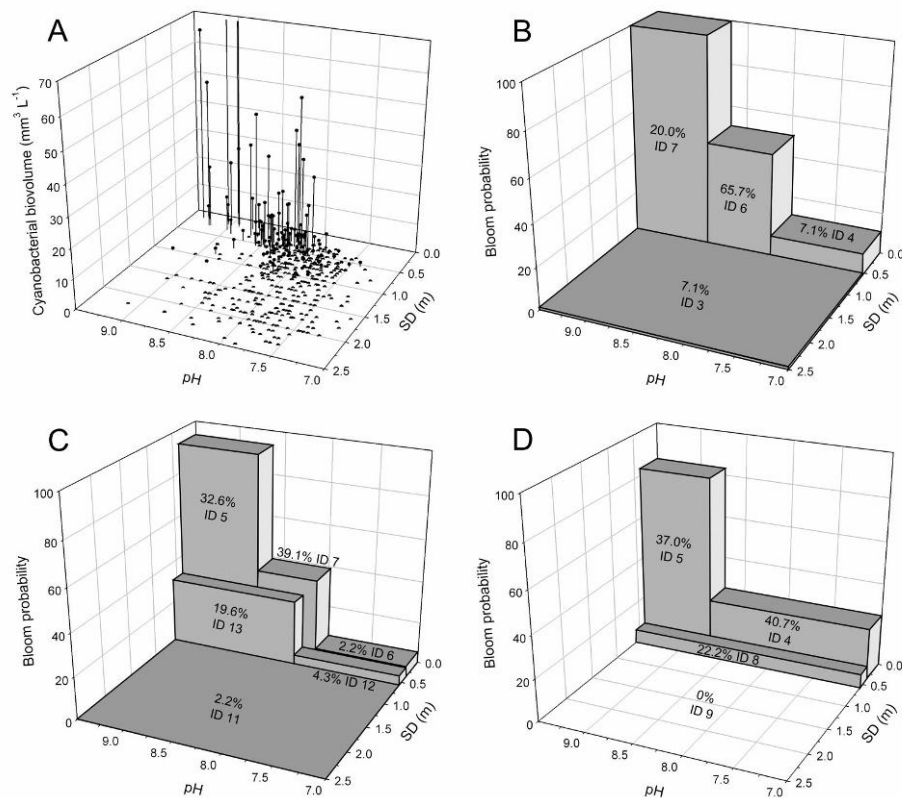 A
Cyanobacterial biovolume (mm³ L⁻¹)
70
60
50
40
30
20
10
0
9.0
8.5
8.0
7.5
7.0
pH
0.0
0.5
1.0
1.5
2.0
2.5
SD (m)
B
Bloom probability
100
80
60
40
20
0
20.0%
ID 7
65.7%
ID 6
7.1% ID 4
7.1%
ID 3
9.0
8.5
8.0
7.5
7.0
pH
0.0
0.5
1.0
1.5
2.0
2.5
SD (m)
C
Bloom probability
100
80
60
40
20
0
32.6%
ID 5
39.1% ID 7
19.6%
ID 13
2.2% ID 6
4.3% ID 12
2.2%
ID 11
9.0
8.5
8.0
7.5
7.0
pH
0.0
0.5
1.0
1.5
2.0
2.5
SD (m)
D
Bloom probability
100
80
60
40
20
0
37.0%
ID 5
40.7%
ID 4
22.2% ID 8
0%
ID 9
9.0
8.5
8.0
7.5
7.0
pH
0.0
0.5
1.0
1.5
2.0
2.5
SD (m)